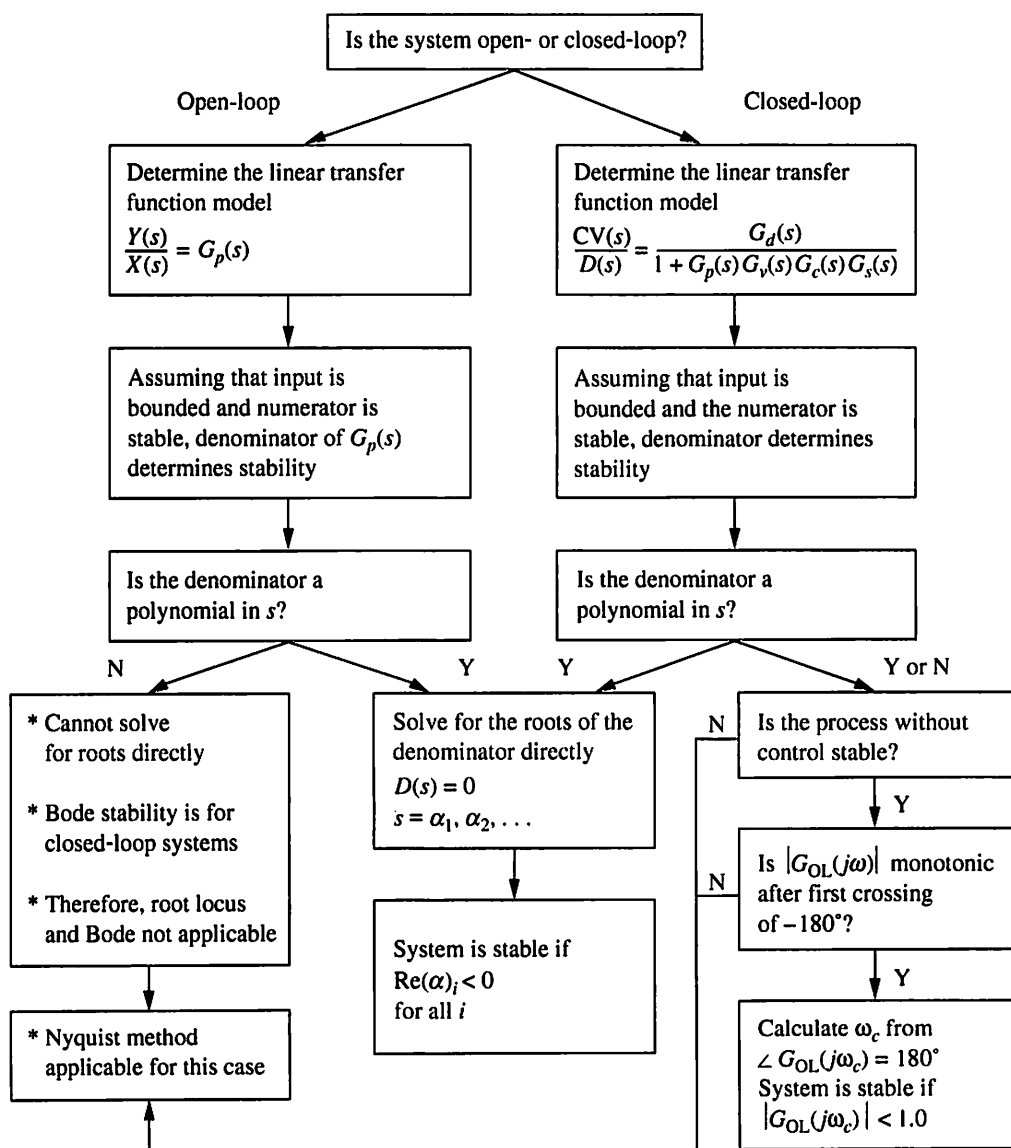 Is the system open- or closed-loop?
Open-loop
Closed-loop
Determine the linear transfer
function model
Y(s)/X(s) = G_p(s)
Determine the linear transfer
function model
CV(s)/D(s) = G_d(s)/(1 + G_p(s) G_v(s) G_c(s) G_s(s))
Assuming that input is
bounded and numerator is
stable, denominator of G_p(s)
determines stability
Assuming that input is
bounded and the numerator is
stable, denominator determines
stability
Is the denominator a
polynomial in s?
Is the denominator a
polynomial in s?
N
Y
Y
Y or N
* Cannot solve
for roots directly
* Bode stability is for
closed-loop systems
* Therefore, root locus
and Bode not applicable
Solve for the roots of the
denominator directly
D(s) = 0
s = α₁, α₂, . . .
N
Is the process without
control stable?
Y
N
Is |G_OL(jω)| monotonic
after first crossing
of −180°?
Y
System is stable if
Re(α)_i < 0
for all i
* Nyquist method
applicable for this case
Calculate ω_c from
∠ G_OL(jω_c) = 180°
System is stable if
|G_OL(jω_c)| < 1.0